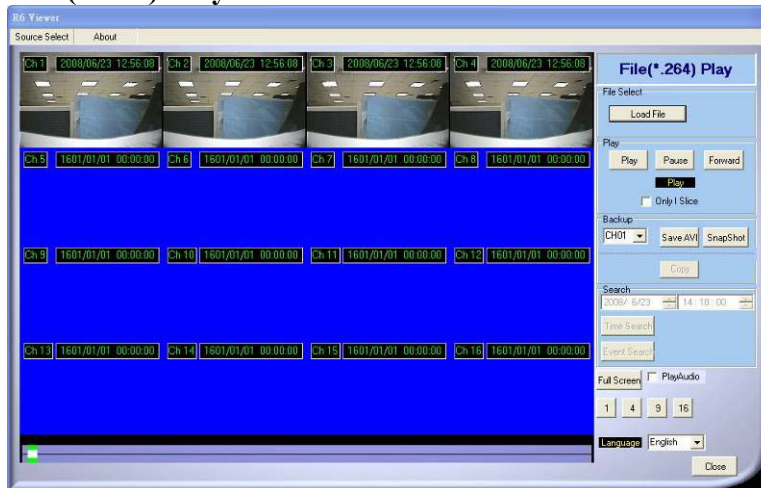 R6 Viewer
Source Select About
Ch 1 2008/06/23 12:56:08 Ch 2 2008/06/23 12:56:08 Ch 3 2008/06/23 12:56:08 Ch 4 2008/06/23 12:56:08
Ch 5 1601/01/01 00:00:00 Ch 6 1601/01/01 00:00:00 Ch 7 1601/01/01 00:00:00 Ch 8 1601/01/01 00:00:00
Ch 9 1601/01/01 00:00:00 Ch 10 1601/01/01 00:00:00 Ch 11 1601/01/01 00:00:00 Ch 12 1601/01/01 00:00:00
Ch 13 1601/01/01 00:00:00 Ch 14 1601/01/01 00:00:00 Ch 15 1601/01/01 00:00:00 Ch 16 1601/01/01 00:00:00
File(*.264) Play
File Select
Load File
Play
Play Pause Forward
Play
Only I Slice
Backup
CH01 Save AVI SnapShot
Copy
Search
2008/ 6/23 14:10:00
Time Search
Event Search
Full Screen PlayAudio
1 4 9 16
Language English
Close